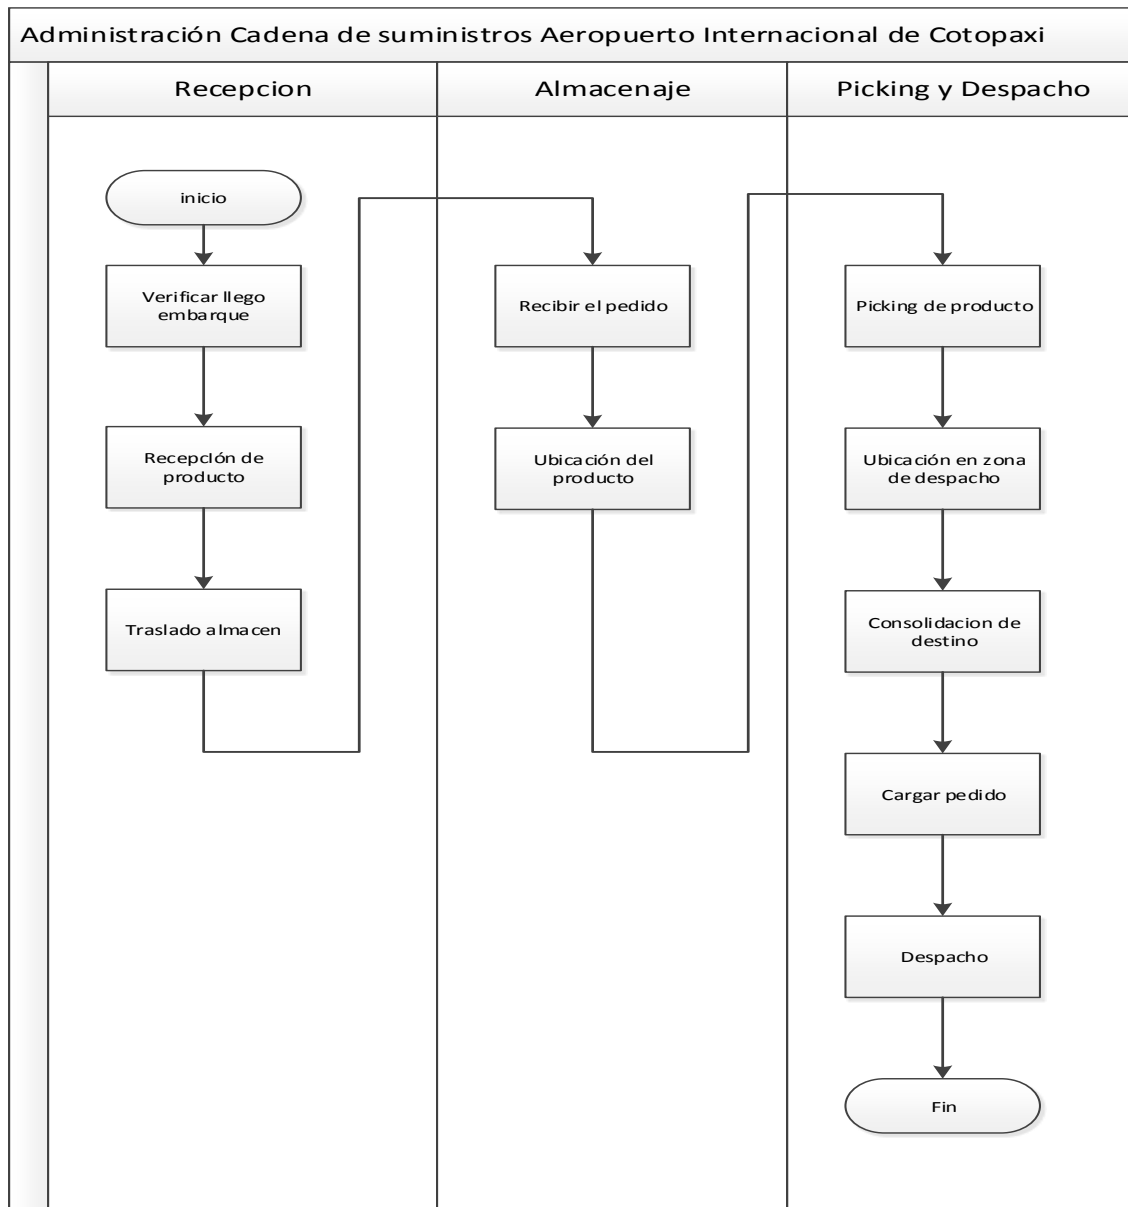 Administración Cadena de suministros Aeropuerto Internacional de Cotopaxi
Recepcion
Almacenaje
Picking y Despacho
inicio
Verificar llego
embarque
Recepción de
producto
Traslado almacen
Recibir el pedido
Ubicación del
producto
Picking de producto
Ubicación en zona
de despacho
Consolidacion de
destino
Cargar pedido
Despacho
Fin